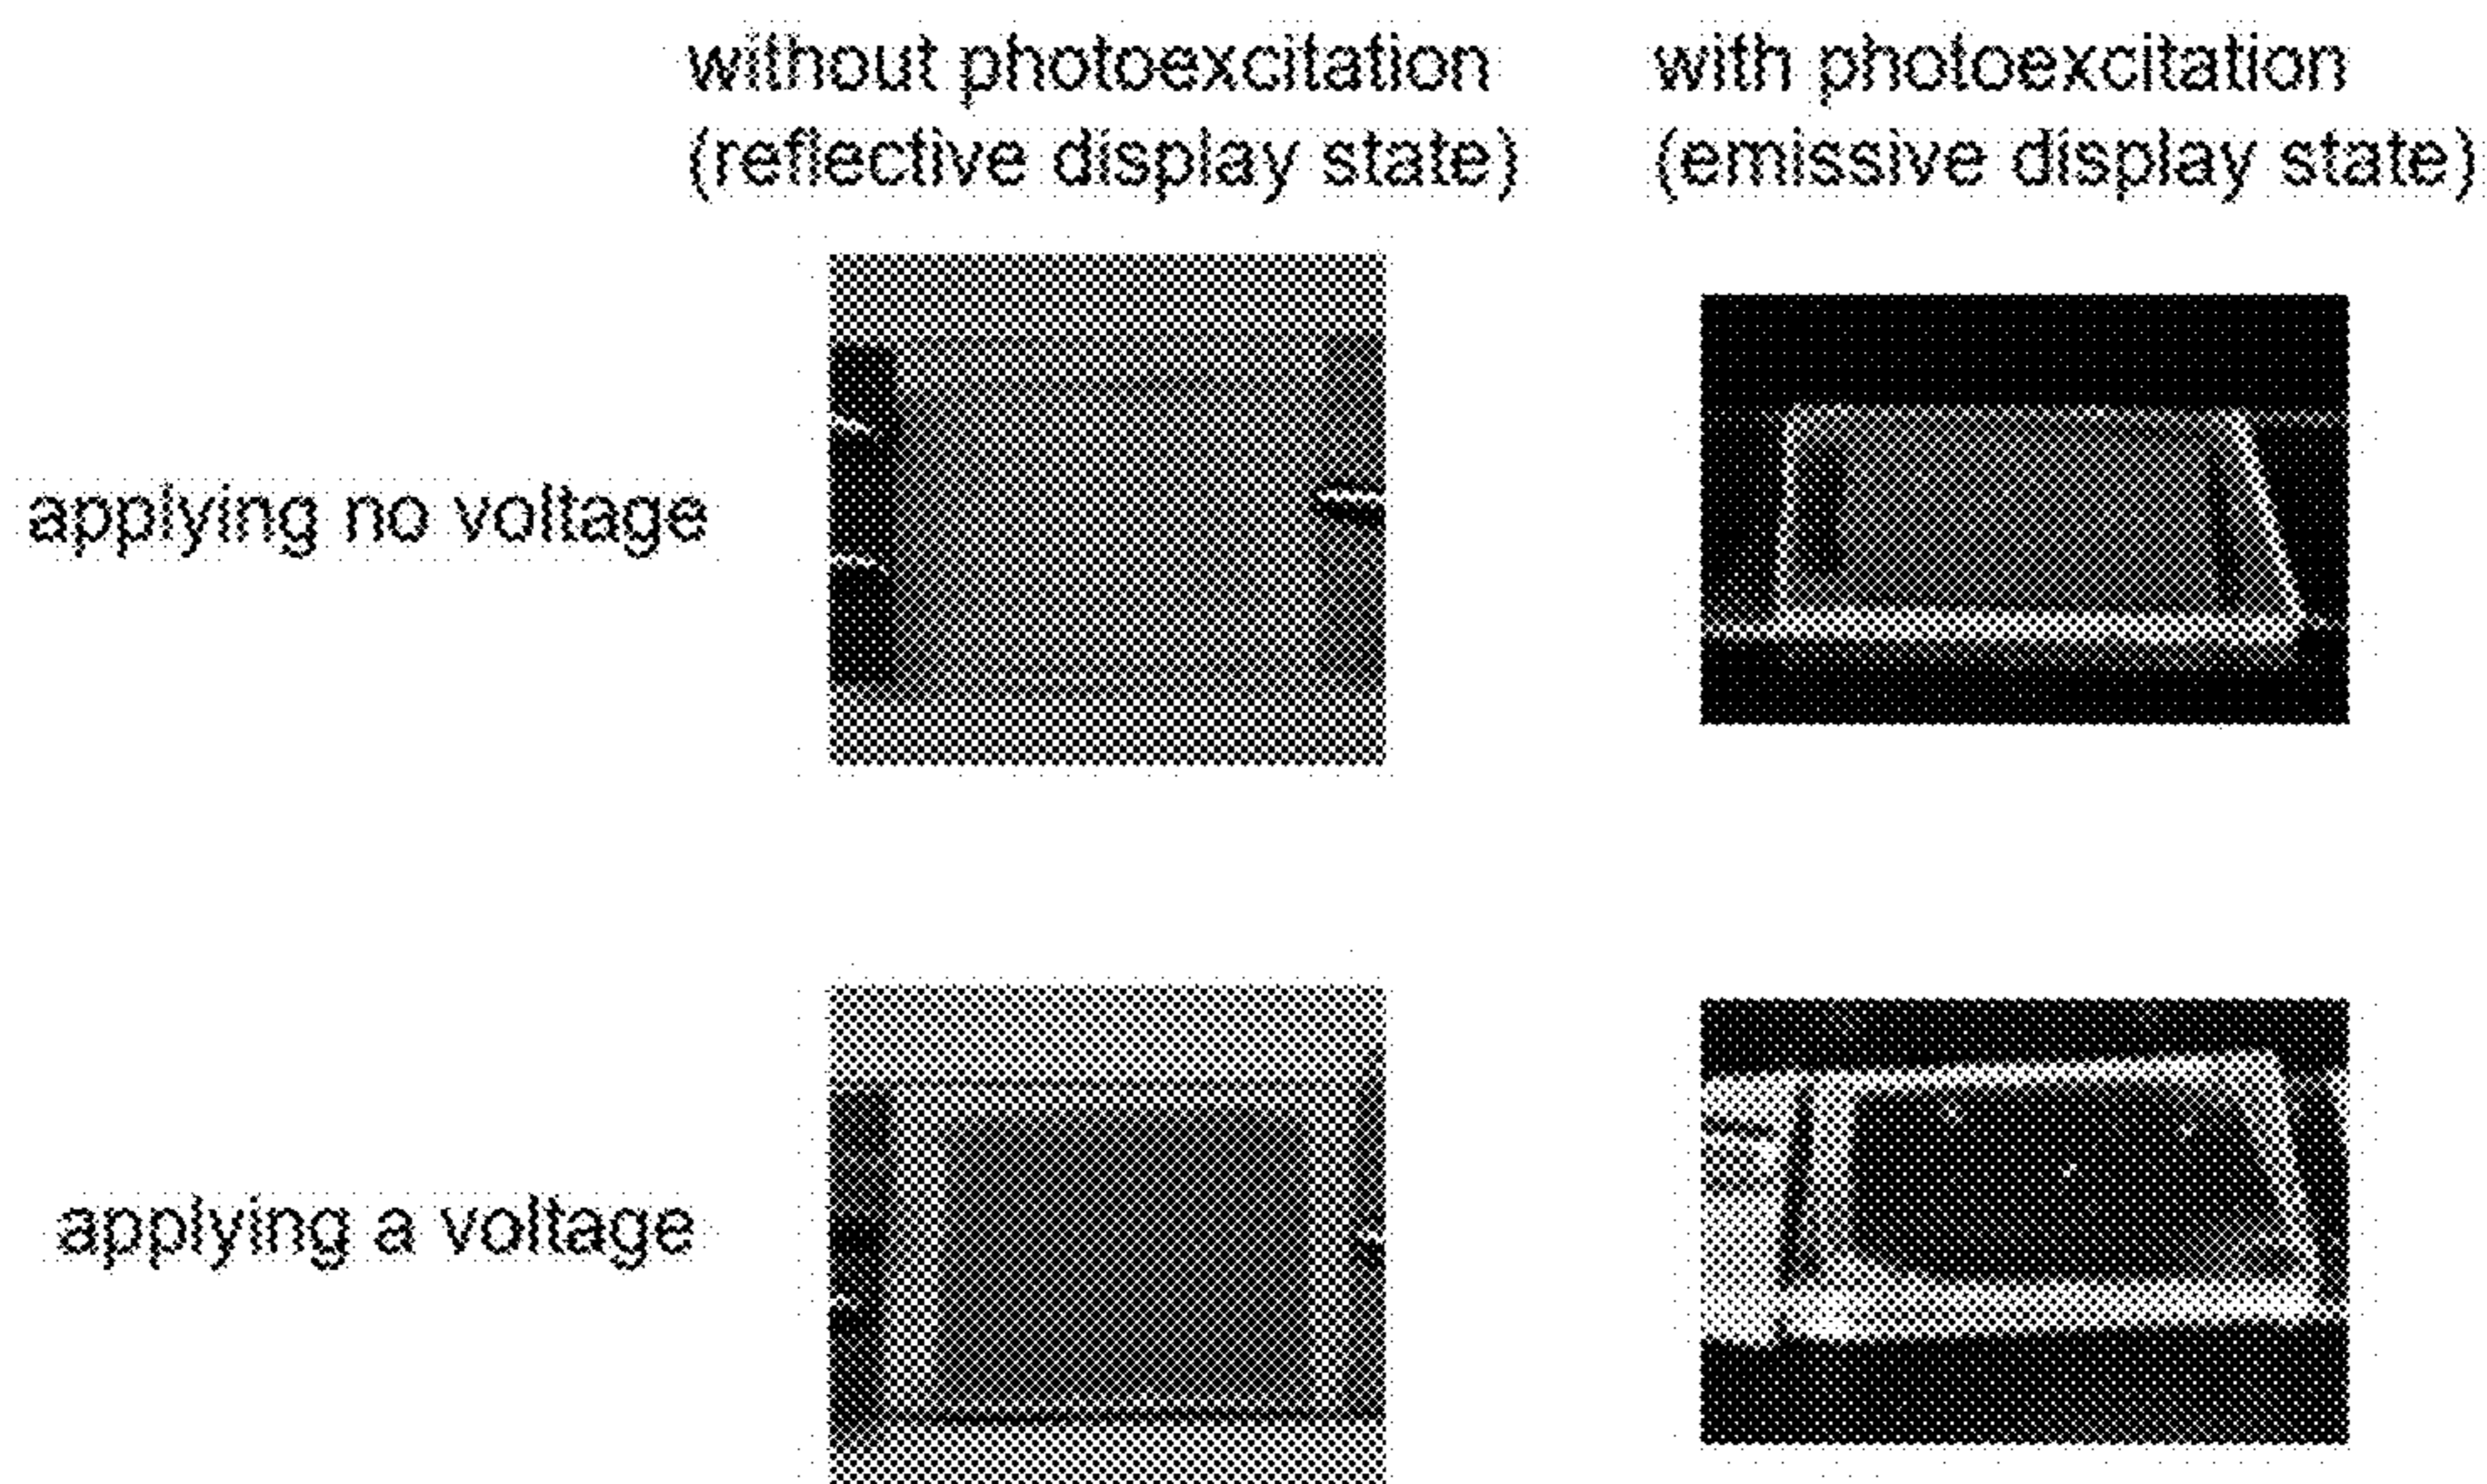 without photoexcitation
(reflective display state)
with photoexcitation
(emissive display state)
applying no voltage
applying a voltage